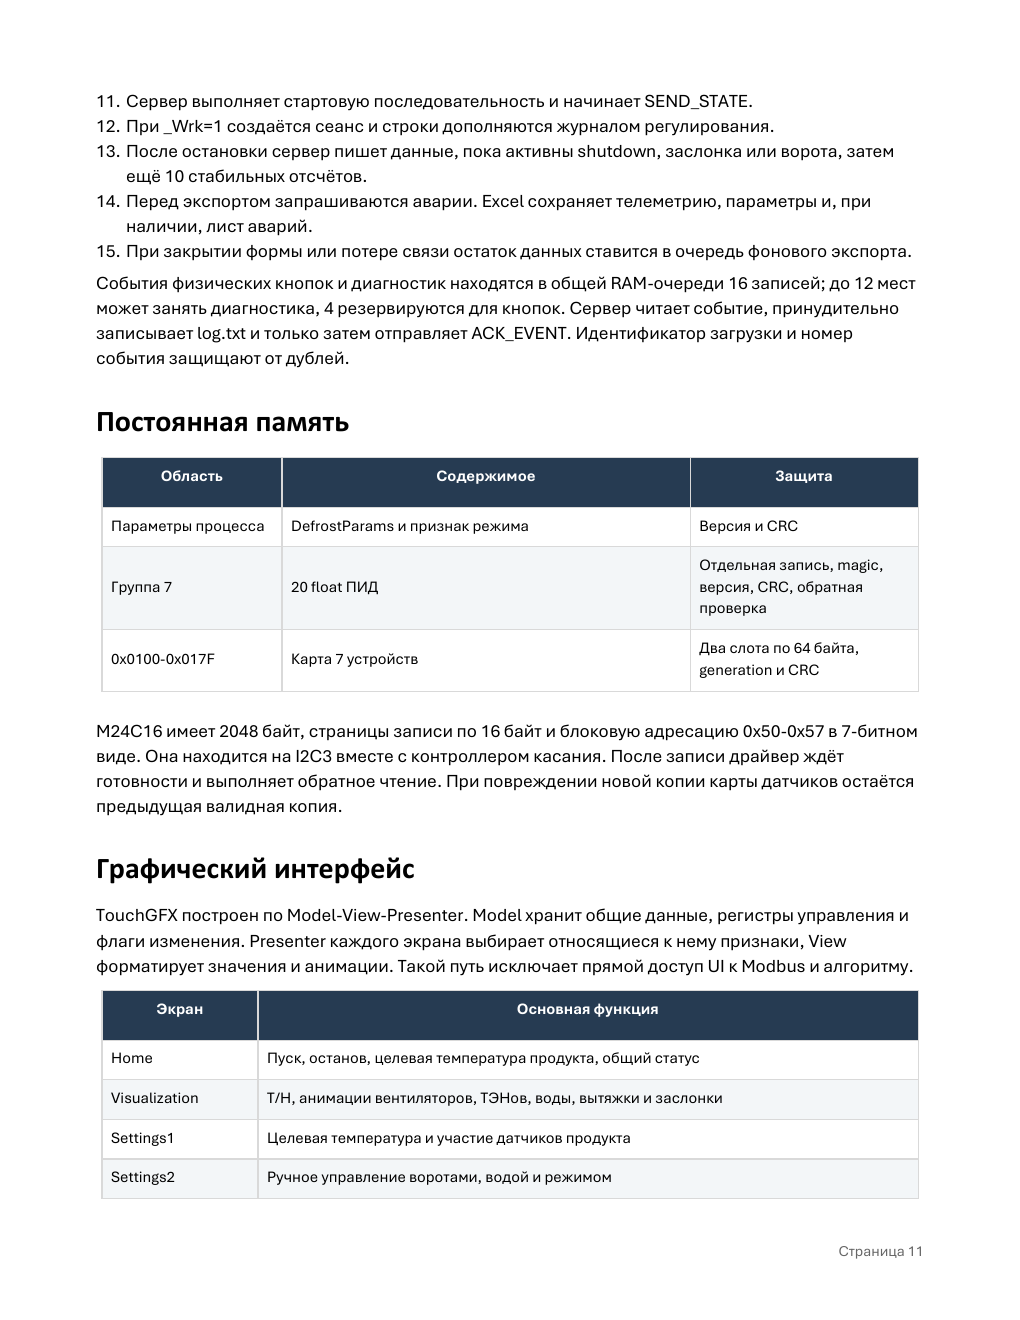 11. Сервер выполняет стартовую последовательность и начинает SEND_STATE.
12. При _Wrk=1 создаётся сеанс и строки дополняются журналом регулирования.
13. После остановки сервер пишет данные, пока активны shutdown, заслонка или ворота, затем
ещё 10 стабильных отсчётов.
14. Перед экспортом запрашиваются аварии. Excel сохраняет телеметрию, параметры и, при
наличии, лист аварий.
15. При закрытии формы или потере связи остаток данных ставится в очередь фонового экспорта.
События физических кнопок и диагностик находятся в общей RAM-очереди 16 записей; до 12 мест
может занять диагностика, 4 резервируются для кнопок. Сервер читает событие, принудительно
записывает log.txt и только затем отправляет ACK_EVENT. Идентификатор загрузки и номер
события защищают от дублей.
Постоянная память
Область
Содержимое
Защита
Параметры процесса
DefrostParams и признак режима
Версия и CRC
Группа 7
20 float ПИД
Отдельная запись, magic,
версия, CRC, обратная
проверка
0x0100-0x017F
Карта 7 устройств
Два слота по 64 байта,
generation и CRC
M24C16 имеет 2048 байт, страницы записи по 16 байт и блоковую адресацию 0x50-0x57 в 7-битном
виде. Она находится на I2C3 вместе с контроллером касания. После записи драйвер ждёт
готовности и выполняет обратное чтение. При повреждении новой копии карты датчиков остаётся
предыдущая валидная копия.
Графический интерфейс
TouchGFX построен по Model-View-Presenter. Model хранит общие данные, регистры управления и
флаги изменения. Presenter каждого экрана выбирает относящиеся к нему признаки, View
форматирует значения и анимации. Такой путь исключает прямой доступ UI к Modbus и алгоритму.
Экран
Основная функция
Home
Пуск, останов, целевая температура продукта, общий статус
Visualization
T/H, анимации вентиляторов, ТЭНов, воды, вытяжки и заслонки
Settings1
Целевая температура и участие датчиков продукта
Settings2
Ручное управление воротами, водой и режимом
Страница 11